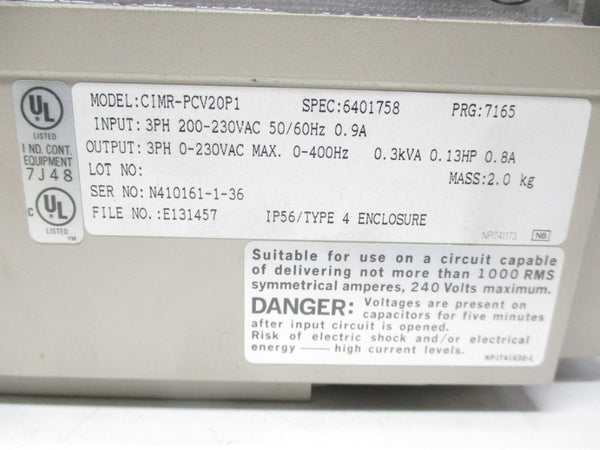 MODEL:CIMR-PCV20P1 SPEC:6401758 PRG:7165
INPUT: 3PH 200-230VAC 50/60Hz 0.9A
OUTPUT: 3PH 0-230VAC MAX. 0-400Hz 0.3kVA 0.13HP 0.8A
LOT NO: MASS:2.0 kg
SER NO: N410161-1-36
FILE NO.:E131457 IP56/TYPE 4 ENCLOSURE
NPIT41173 NB
UL
LISTED
IND. CONT.
EQUIPMENT
7J48
C UL
LISTED
TM
Suitable for use on a circuit capable
of delivering not more than 1000 RMS
symmetrical amperes, 240 Volts maximum.
DANGER: Voltages are present on
capacitors for five minutes
after input circuit is opened.
Risk of electric shock and/or electrical
energy — high current levels.
NPJT41630-1